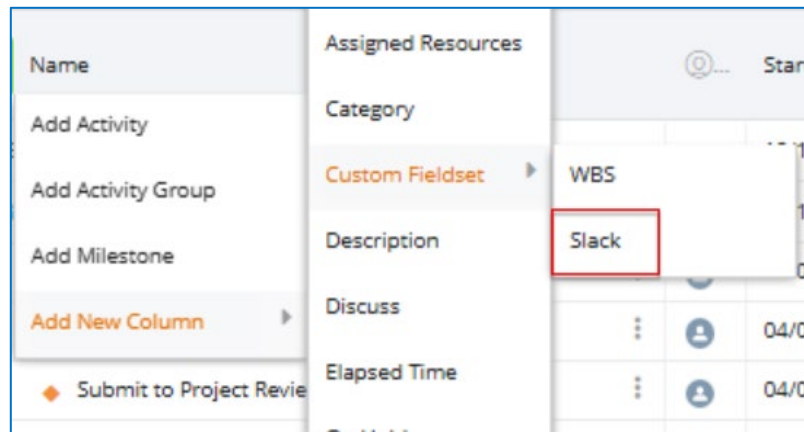 Name
Add Activity
Add Activity Group
Add Milestone
Add New Column
Submit to Project Revie
Assigned Resources
Category
Custom Fieldset
Description
Discuss
Elapsed Time
WBS
Slack
Star
04/0
04/0